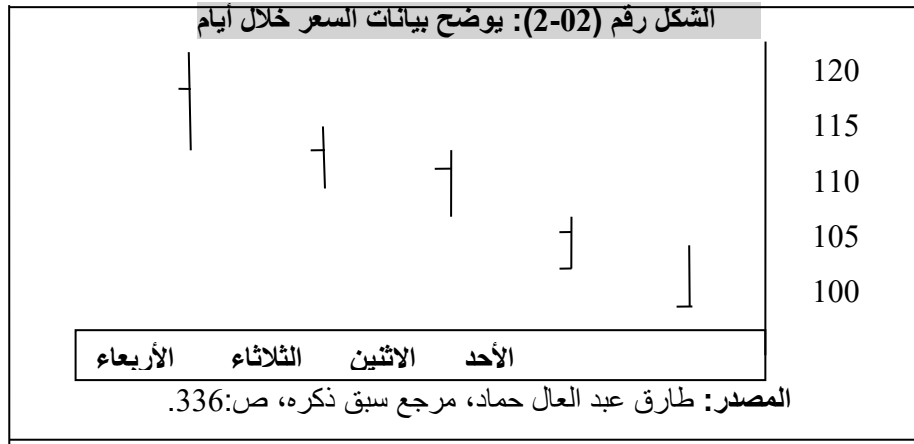 الشكل رقم (02-2): يوضح بيانات السعر خلال أيام
120
115
110
105
100
الأحد الاثنين الثلاثاء الأربعاء
المصدر: طارق عبد العال حماد، مرجع سبق ذكره، ص:336.